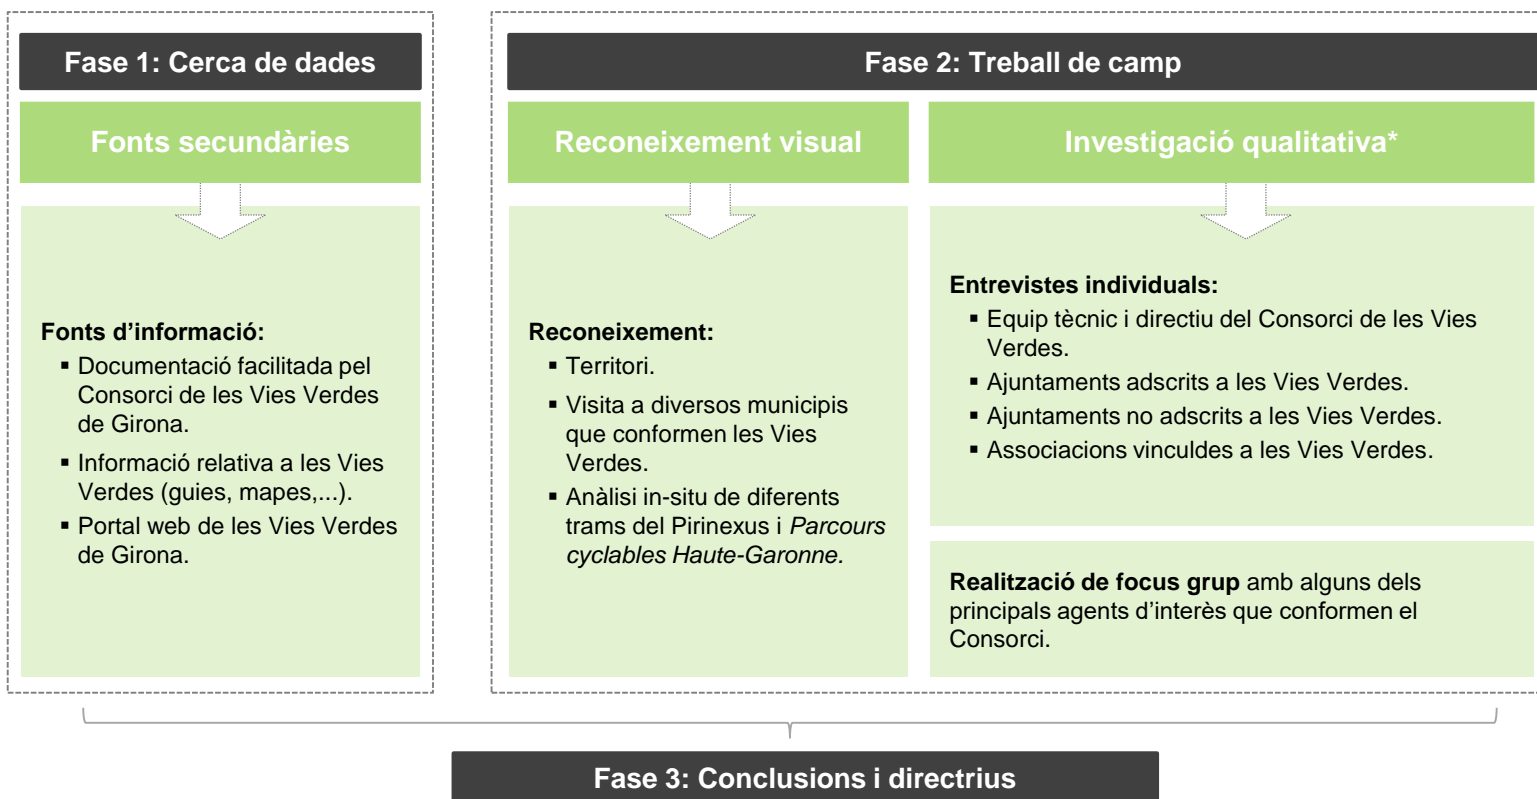 Fase 1: Cerca de dades
Fonts secundàries
Fonts d’informació:
▪ Documentació facilitada pel
Consorci de les Vies Verdes
de Girona.
▪ Informació relativa a les Vies
Verdes (guies, mapes,...).
▪ Portal web de les Vies Verdes
de Girona.
Fase 2: Treball de camp
Reconeixement visual
Reconeixement:
▪ Territori.
▪ Visita a diversos municipis
que conformen les Vies
Verdes.
▪ Anàlisi in-situ de diferents
trams del Pirinexus i Parcours
cyclables Haute-Garonne.
Investigació qualitativa*
Entrevistes individuals:
▪ Equip tècnic i directiu del Consorci de les Vies
Verdes.
▪ Ajuntaments adscrits a les Vies Verdes.
▪ Ajuntaments no adscrits a les Vies Verdes.
▪ Associacions vinculdes a les Vies Verdes.
Realització de focus grup amb alguns dels
principals agents d’interès que conformen el
Consorci.
Fase 3: Conclusions i directrius